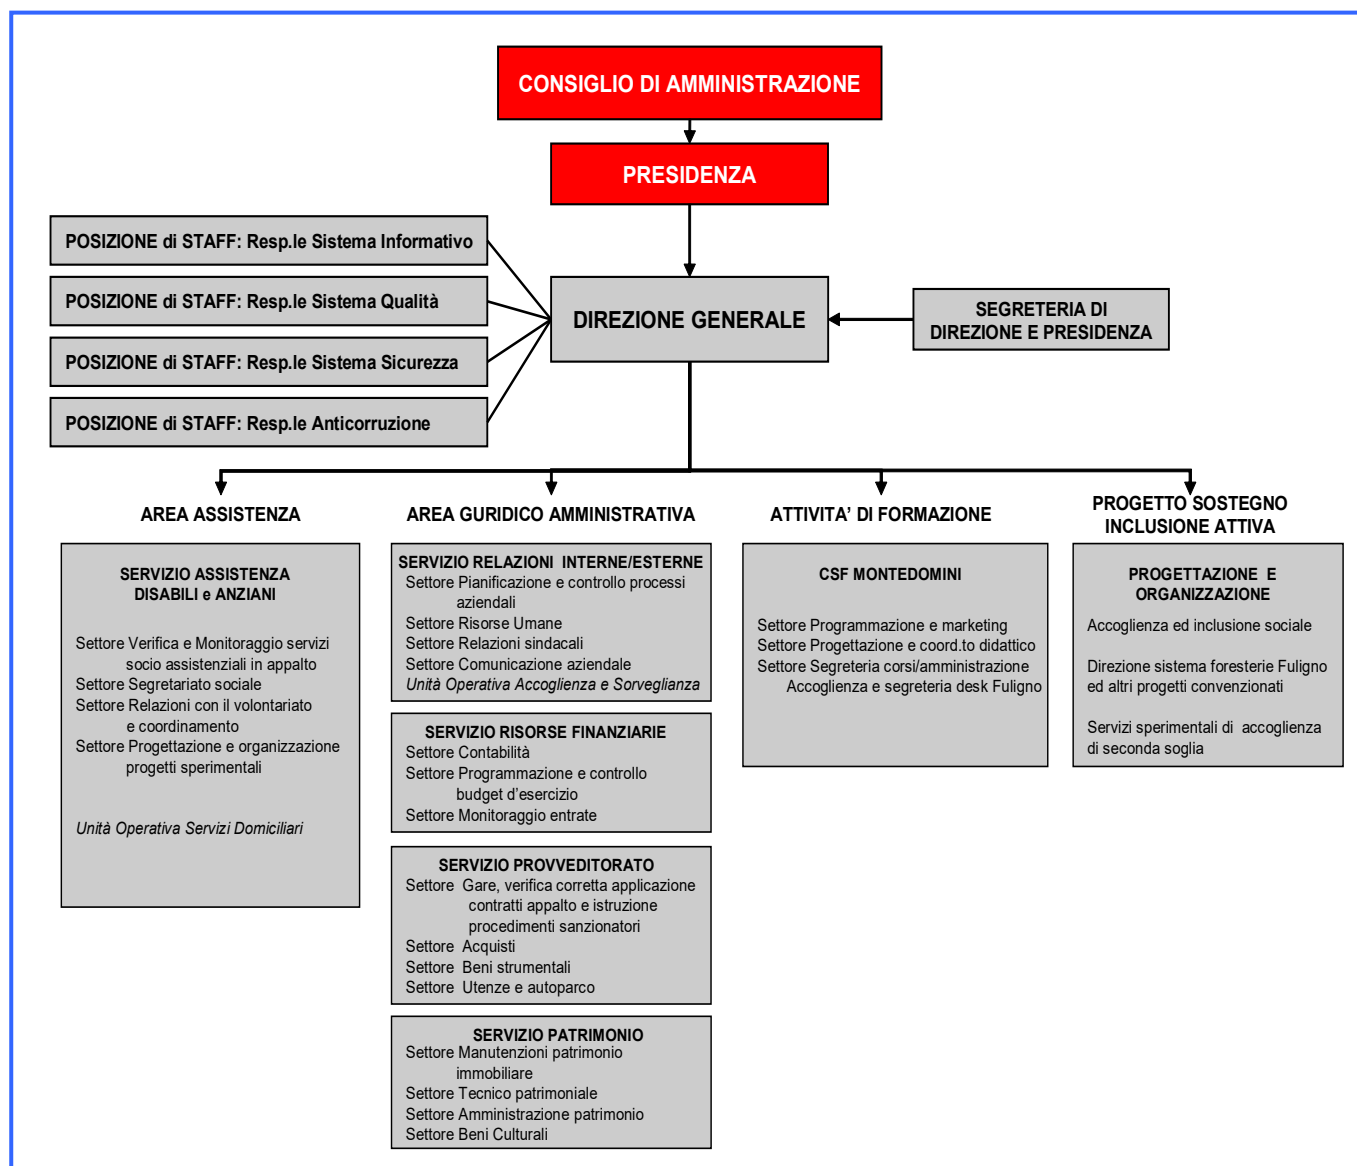 CONSIGLIO DI AMMINISTRAZIONE
PRESIDENZA
POSIZIONE di STAFF: Resp.le Sistema Informativo
POSIZIONE di STAFF: Resp.le Sistema Qualità
POSIZIONE di STAFF: Resp.le Sistema Sicurezza
POSIZIONE di STAFF: Resp.le Anticorruzione
DIREZIONE GENERALE
SEGRETERIA DI
DIREZIONE E PRESIDENZA
AREA ASSISTENZA
SERVIZIO ASSISTENZA
DISABILI e ANZIANI
Settore Verifica e Monitoraggio servizi
socio assistenziali in appalto
Settore Segretariato sociale
Settore Relazioni con il volontariato
e coordinamento
Settore Progettazione e organizzazione
progetti sperimentali
Unità Operativa Servizi Domiciliari
AREA GURIDICO AMMINISTRATIVA
SERVIZIO RELAZIONI INTERNE/ESTERNE
Settore Pianificazione e controllo processi
aziendali
Settore Risorse Umane
Settore Relazioni sindacali
Settore Comunicazione aziendale
Unità Operativa Accoglienza e Sorveglianza
SERVIZIO RISORSE FINANZIARIE
Settore Contabilità
Settore Programmazione e controllo
budget d'esercizio
Settore Monitoraggio entrate
SERVIZIO PROVVEDITORATO
Settore Gare, verifica corretta applicazione
contratti appalto e istruzione
procedimenti sanzionatori
Settore Acquisti
Settore Beni strumentali
Settore Utenze e autoparco
SERVIZIO PATRIMONIO
Settore Manutenzioni patrimonio
immobiliare
Settore Tecnico patrimoniale
Settore Amministrazione patrimonio
Settore Beni Culturali
ATTIVITA' DI FORMAZIONE
CSF MONTEDOMINI
Settore Programmazione e marketing
Settore Progettazione e coord.to didattico
Settore Segreteria corsi/amministrazione
Accoglienza e segreteria desk Fuligno
PROGETTO SOSTEGNO
INCLUSIONE ATTIVA
PROGETTAZIONE E
ORGANIZZAZIONE
Accoglienza ed inclusione sociale
Direzione sistema foresterie Fuligno
ed altri progetti convenzionati
Servizi sperimentali di accoglienza
di seconda soglia